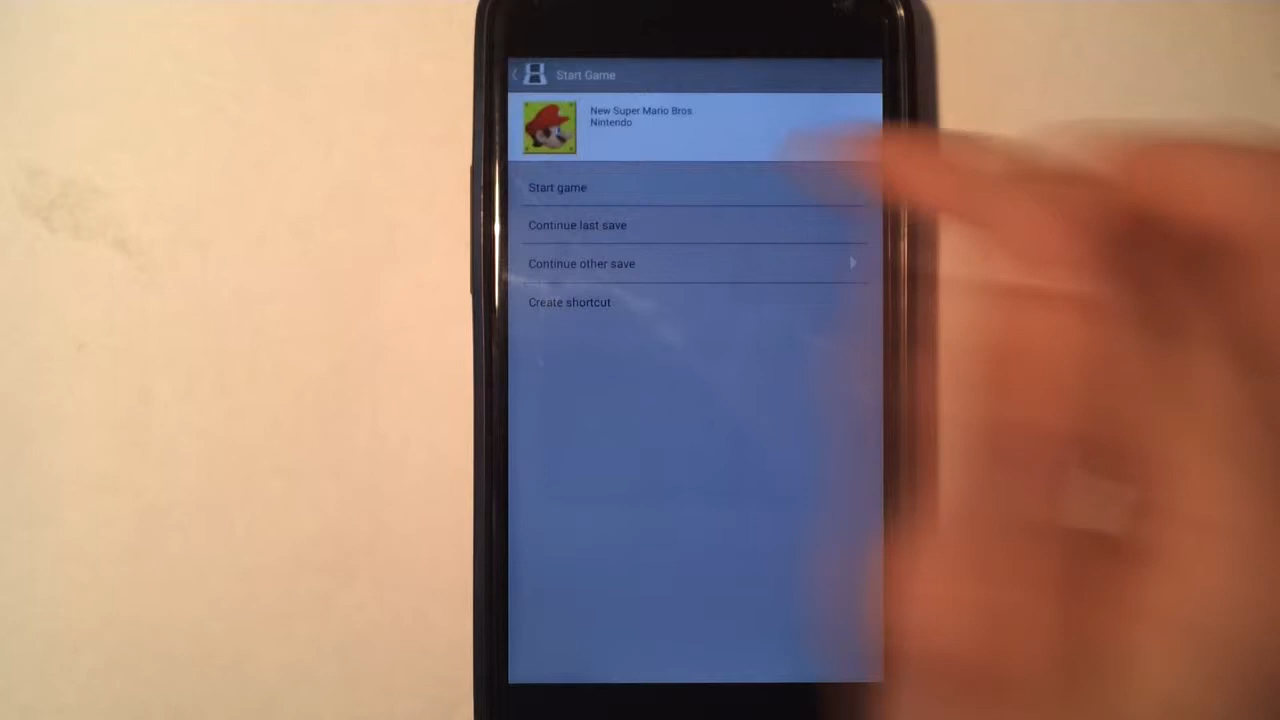 Start Game
New Super Mario Bros
Nintendo
Start game
Continue last save
Continue other save
Create shortcut